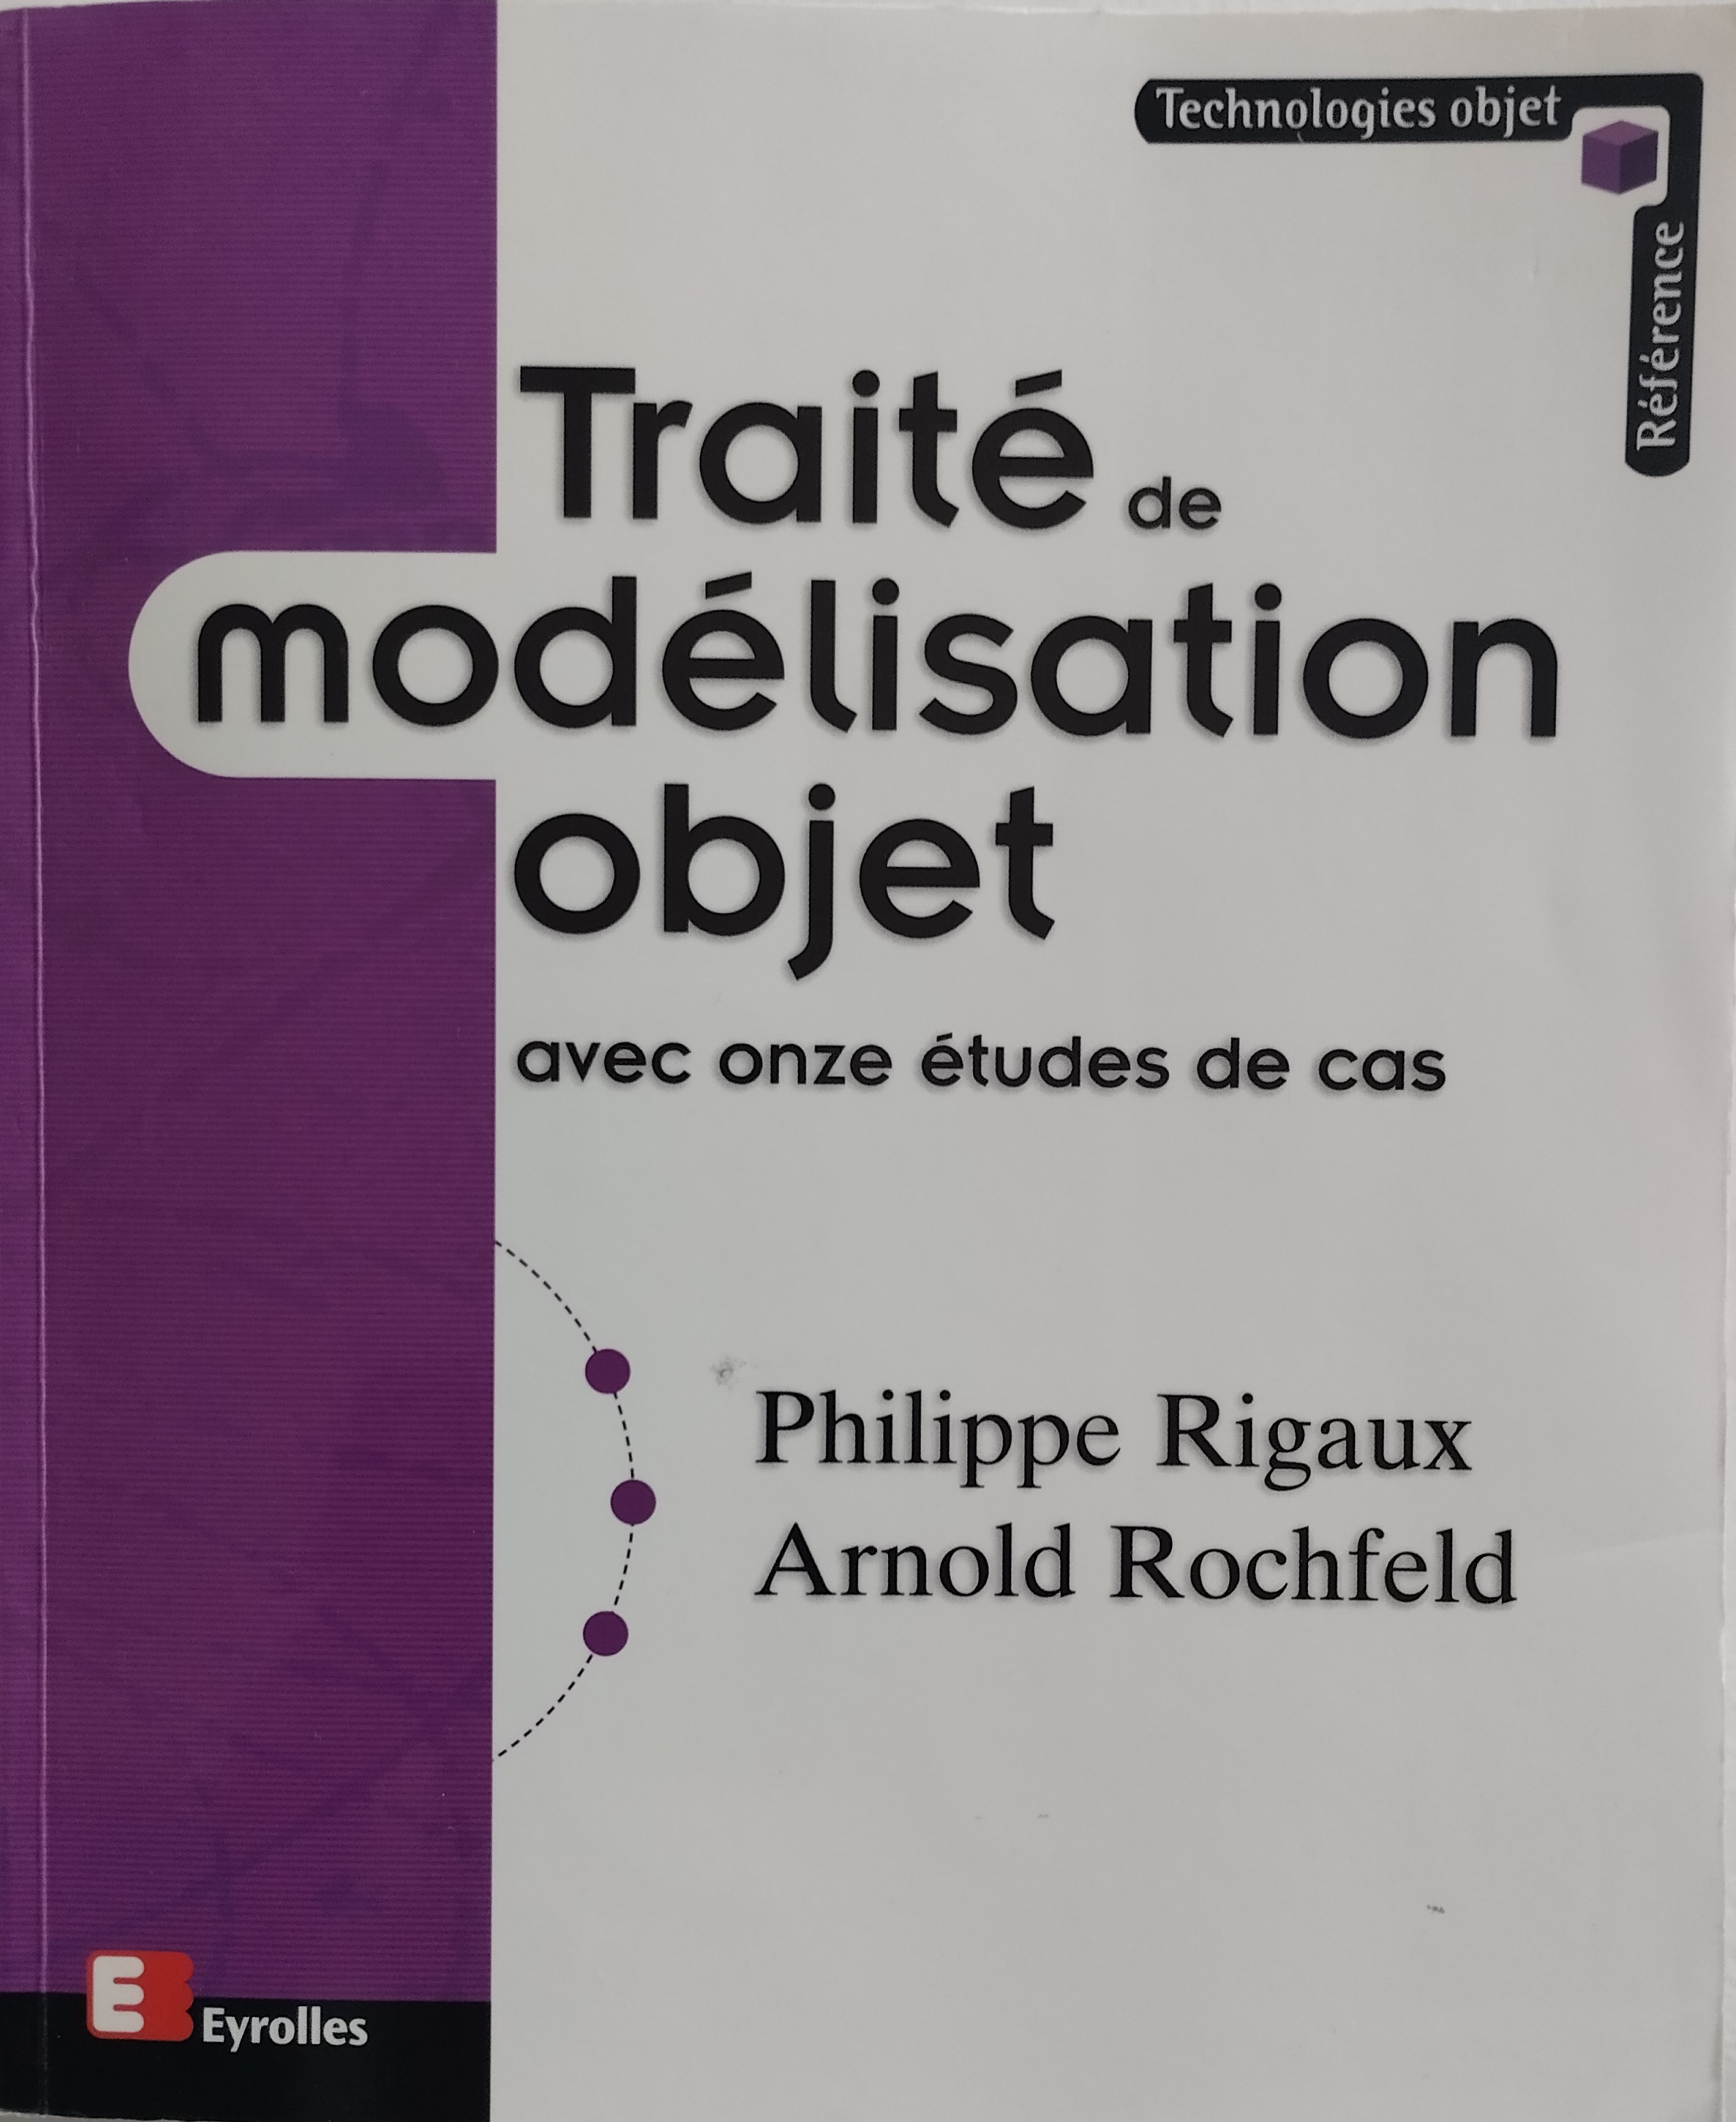 Technologies objet
Référence
Traité de
modélisation
objet
avec onze études de cas
Philippe Rigaux
Arnold Rochfeld
E
Eyrolles